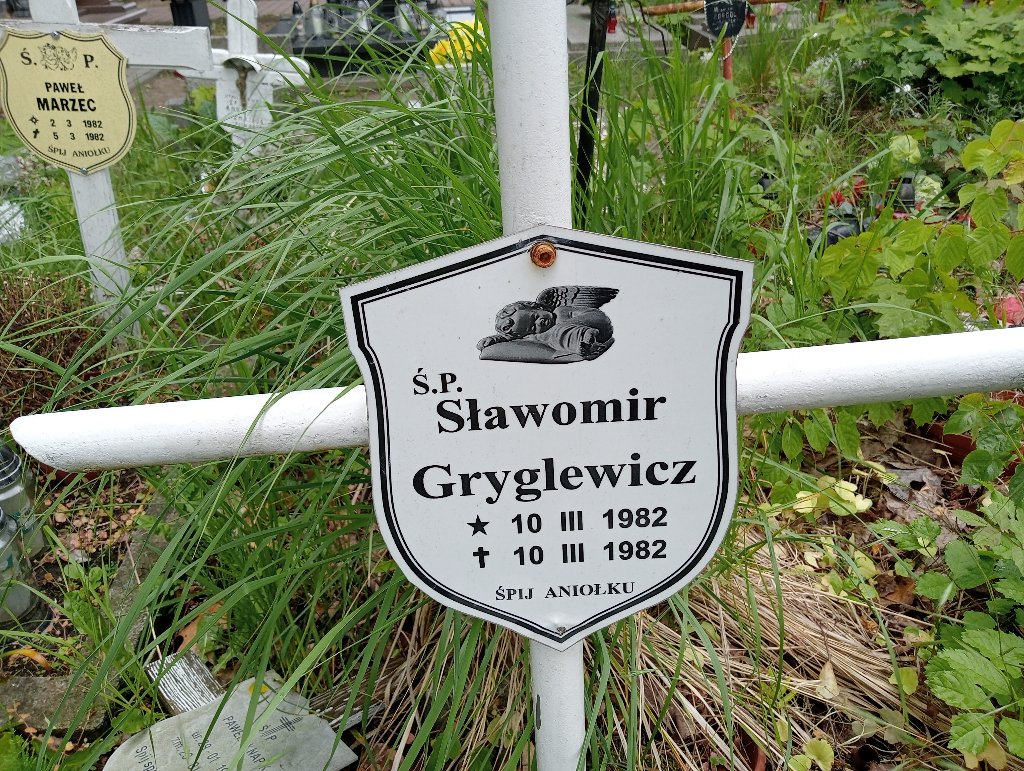 Ś. P.
PAWEŁ
MARZEC
2 3 1982
5 3 1982
ŚPIJ ANIOŁKU
Ś.P.
Sławomir
Gryglewicz
★ 10 III 1982
✝ 10 III 1982
ŚPIJ ANIOŁKU
Ś P
PAWEŁ